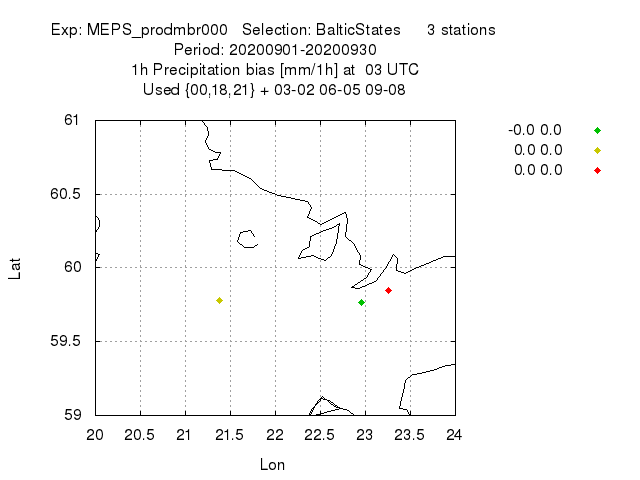 Exp: MEPS_prodmbr000 Selection: BalticStates 3 stations
Period: 20200901-20200930
1h Precipitation bias [mm/1h] at 03 UTC
Used {00,18,21} + 03-02 06-05 09-08
61
60.5
60
59.5
59
Lat
20 20.5 21 21.5 22 22.5 23 23.5 24
Lon
-0.0 0.0
0.0 0.0
0.0 0.0